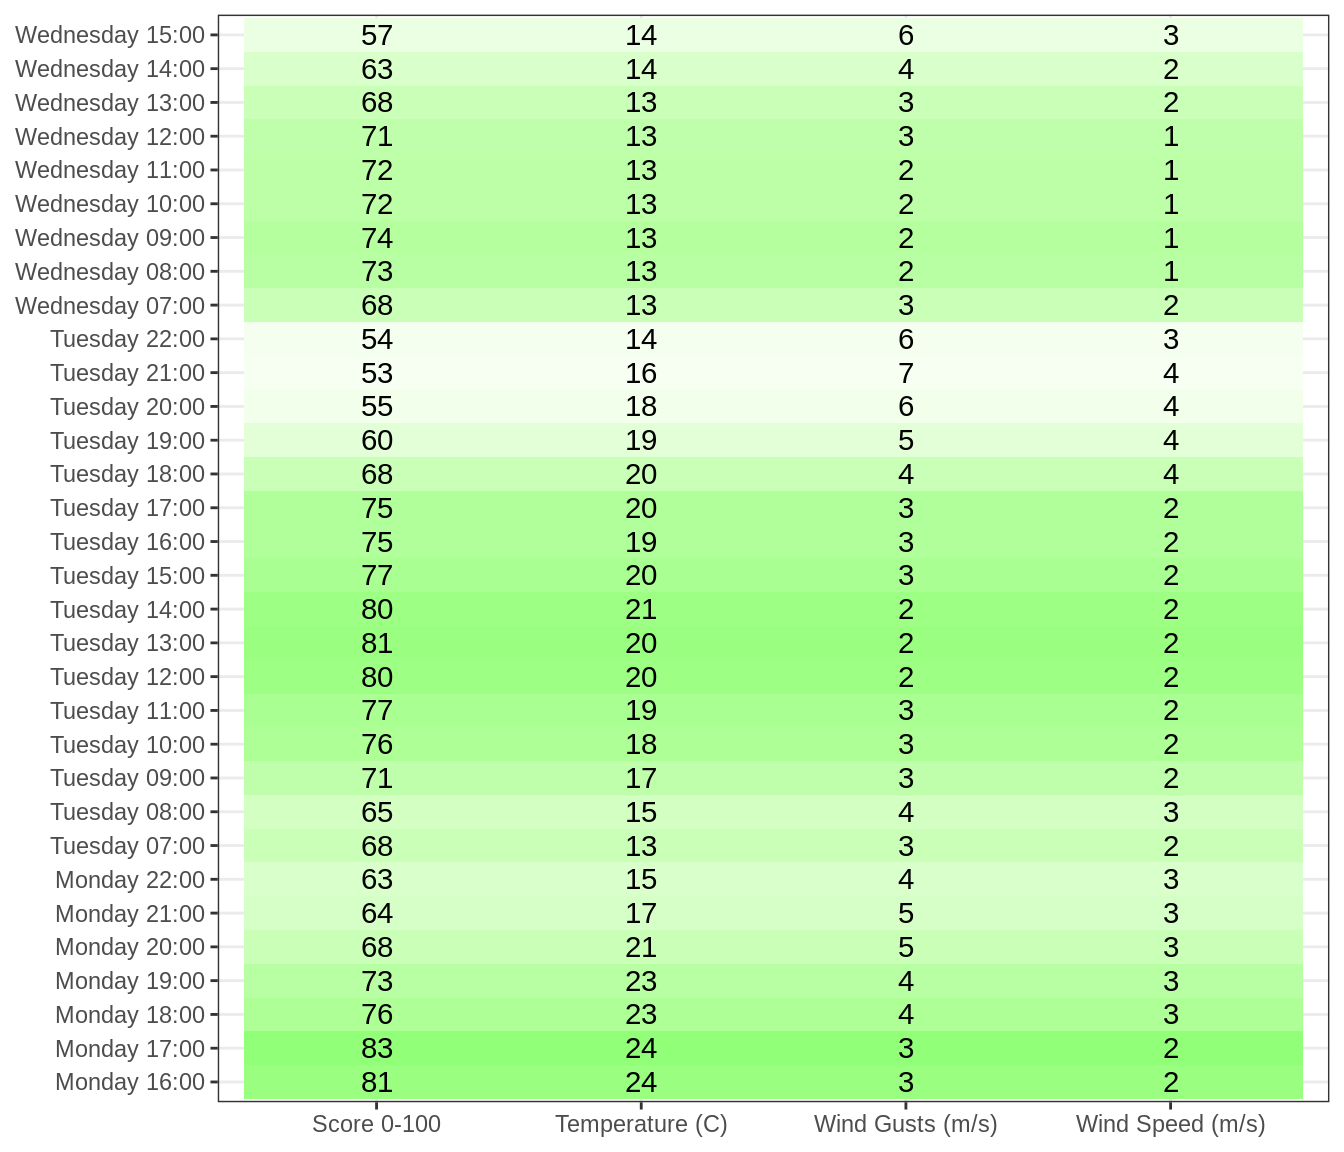 Wednesday 15:00 57 14 6 3
Wednesday 14:00 63 14 4 2
Wednesday 13:00 68 13 3 2
Wednesday 12:00 71 13 3 1
Wednesday 11:00 72 13 2 1
Wednesday 10:00 72 13 2 1
Wednesday 09:00 74 13 2 1
Wednesday 08:00 73 13 2 1
Wednesday 07:00 68 13 3 2
Tuesday 22:00 54 14 6 3
Tuesday 21:00 53 16 7 4
Tuesday 20:00 55 18 6 4
Tuesday 19:00 60 19 5 4
Tuesday 18:00 68 20 4 4
Tuesday 17:00 75 20 3 2
Tuesday 16:00 75 19 3 2
Tuesday 15:00 77 20 3 2
Tuesday 14:00 80 21 2 2
Tuesday 13:00 81 20 2 2
Tuesday 12:00 80 20 2 2
Tuesday 11:00 77 19 3 2
Tuesday 10:00 76 18 3 2
Tuesday 09:00 71 17 3 2
Tuesday 08:00 65 15 4 3
Tuesday 07:00 68 13 3 2
Monday 22:00 63 15 4 3
Monday 21:00 64 17 5 3
Monday 20:00 68 21 5 3
Monday 19:00 73 23 4 3
Monday 18:00 76 23 4 3
Monday 17:00 83 24 3 2
Monday 16:00 81 24 3 2
Score 0-100 Temperature (C) Wind Gusts (m/s) Wind Speed (m/s)